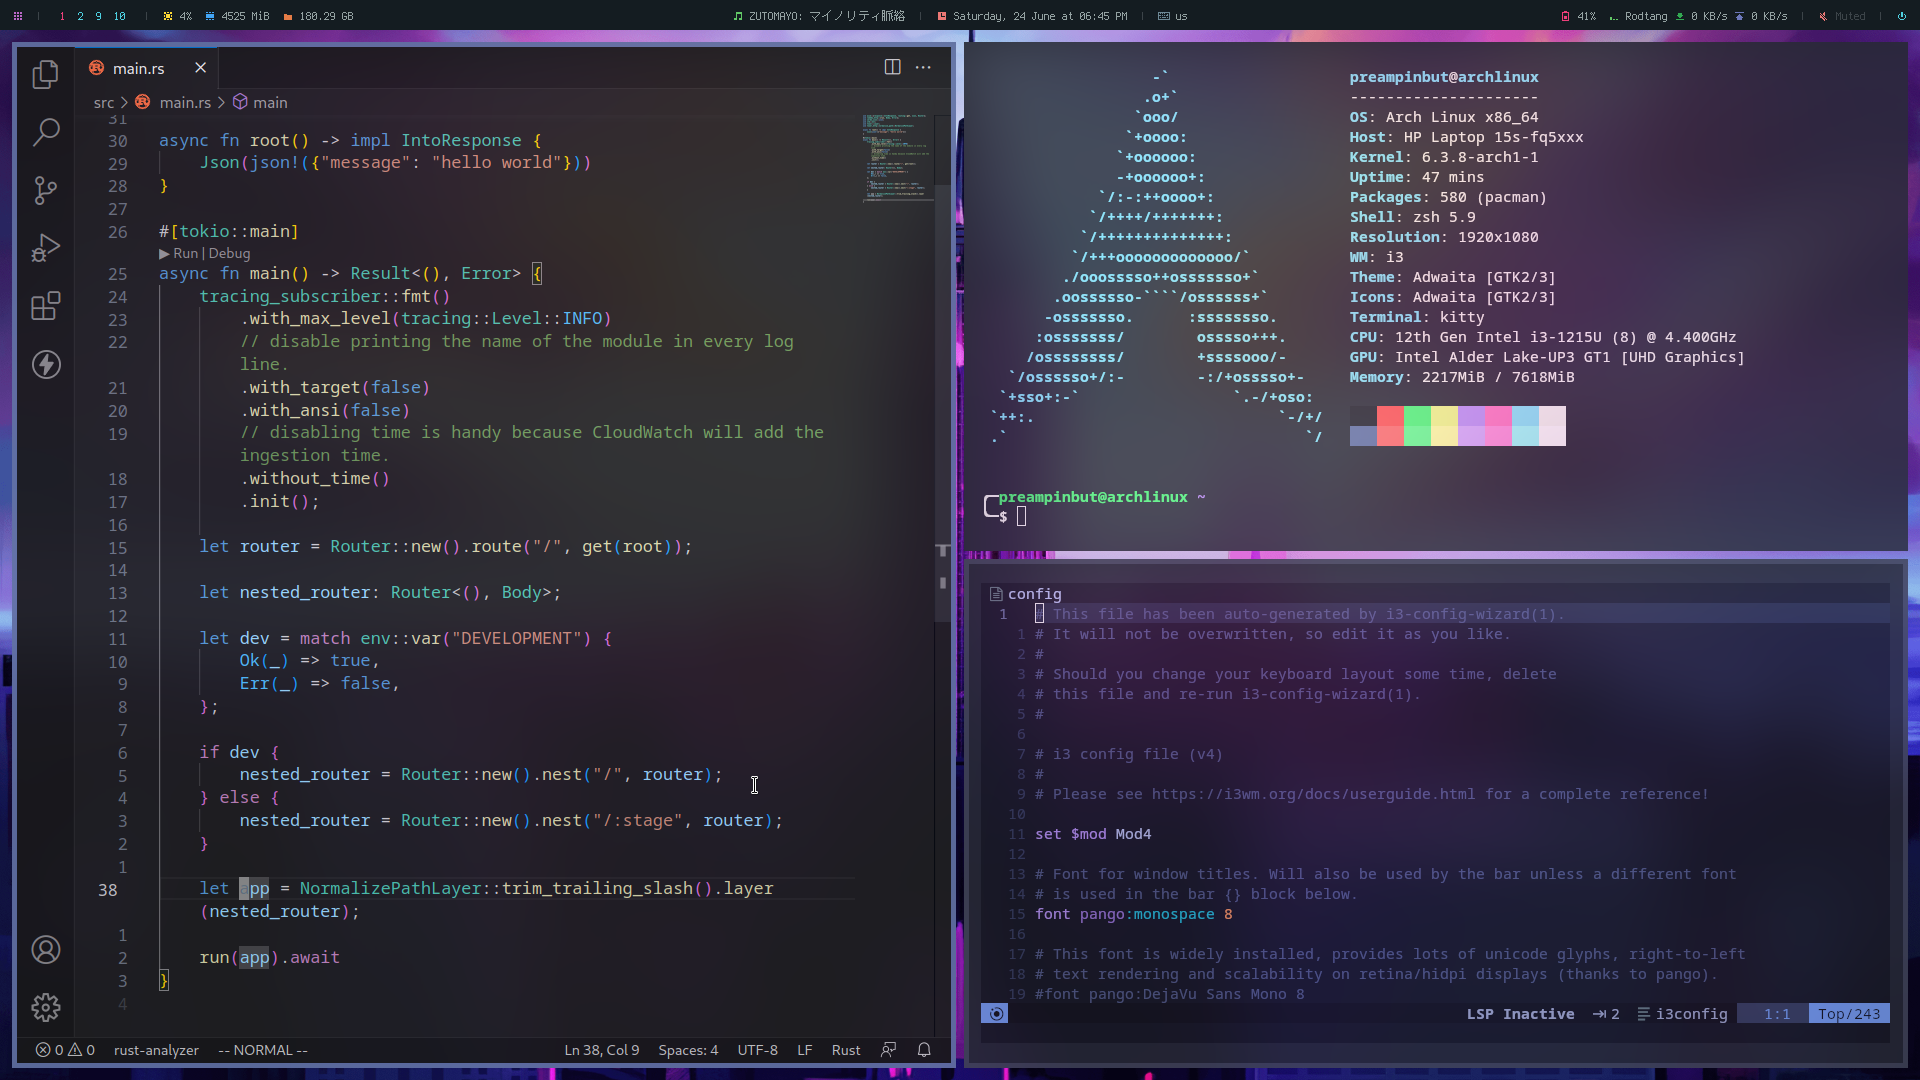 1 2 9 10 4% 4525 MiB 180.29 GB ZUTOMAYO: マイノリティ脈絡 Saturday, 24 June at 06:45 PM us 41% Rodtang 0 KB/s 0 KB/s Muted
main.rs
src > main.rs > main
31
30 async fn root() -> impl IntoResponse {
29 Json(json!({"message": "hello world"}))
28 }
27
26 #[tokio::main]
▶ Run | Debug
25 async fn main() -> Result<(), Error> {
24 tracing_subscriber::fmt()
23 .with_max_level(tracing::Level::INFO)
22 // disable printing the name of the module in every log
line.
21 .with_target(false)
20 .with_ansi(false)
19 // disabling time is handy because CloudWatch will add the
ingestion time.
18 .without_time()
17 .init();
16
15 let router = Router::new().route("/", get(root));
14
13 let nested_router: Router<(), Body>;
12
11 let dev = match env::var("DEVELOPMENT") {
10 Ok(_) => true,
9 Err(_) => false,
8 };
7
6 if dev {
5 nested_router = Router::new().nest("/", router);
4 } else {
3 nested_router = Router::new().nest("/:stage", router);
2 }
1
38 let app = NormalizePathLayer::trim_trailing_slash().layer
(nested_router);
1
2 run(app).await
3 }
4
0 0 rust-analyzer -- NORMAL -- Ln 38, Col 9 Spaces: 4 UTF-8 LF Rust
-`
.o+`
`ooo/
`+oooo:
`+oooooo:
-+oooooo+:
`/:-:++oooo+:
`/++++/+++++++:
`/++++++++++++++:
`/+++ooooooooooooo/`
./ooosssso++osssssso+`
.oossssso-````/ossssss+`
-osssssso. :ssssssso.
:osssssss/ osssso+++.
/ossssssss/ +ssssooo/-
`/ossssso+/:- -:/+osssso+-
`+sso+:-` `.-/+oso:
`++:. `-/+/
.` `/
preampinbut@archlinux
---------------------
OS: Arch Linux x86_64
Host: HP Laptop 15s-fq5xxx
Kernel: 6.3.8-arch1-1
Uptime: 47 mins
Packages: 580 (pacman)
Shell: zsh 5.9
Resolution: 1920x1080
WM: i3
Theme: Adwaita [GTK2/3]
Icons: Adwaita [GTK2/3]
Terminal: kitty
CPU: 12th Gen Intel i3-1215U (8) @ 4.400GHz
GPU: Intel Alder Lake-UP3 GT1 [UHD Graphics]
Memory: 2217MiB / 7618MiB
preampinbut@archlinux ~
$
config
1 # This file has been auto-generated by i3-config-wizard(1).
1 # It will not be overwritten, so edit it as you like.
2 #
3 # Should you change your keyboard layout some time, delete
4 # this file and re-run i3-config-wizard(1).
5 #
6
7 # i3 config file (v4)
8 #
9 # Please see https://i3wm.org/docs/userguide.html for a complete reference!
10
11 set $mod Mod4
12
13 # Font for window titles. Will also be used by the bar unless a different font
14 # is used in the bar {} block below.
15 font pango:monospace 8
16
17 # This font is widely installed, provides lots of unicode glyphs, right-to-left
18 # text rendering and scalability on retina/hidpi displays (thanks to pango).
19 #font pango:DejaVu Sans Mono 8
LSP Inactive ⇥ 2 i3config 1:1 Top/243